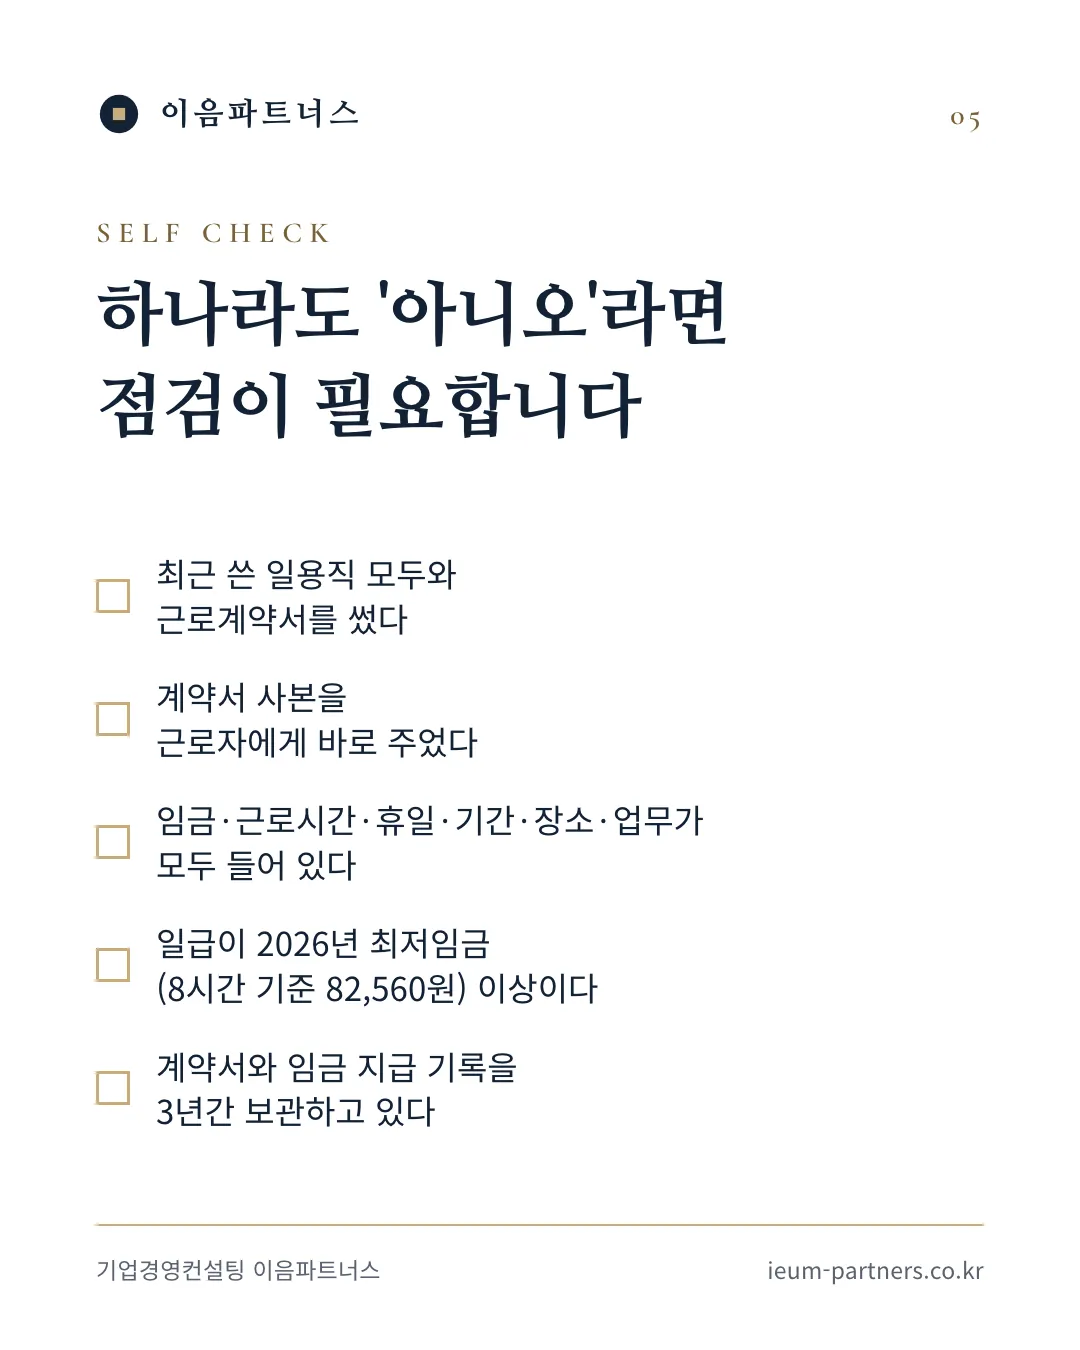 이음파트너스
05
SELF CHECK
하나라도 '아니오'라면
점검이 필요합니다
최근 쓴 일용직 모두와
근로계약서를 썼다
계약서 사본을
근로자에게 바로 주었다
임금·근로시간·휴일·기간·장소·업무가
모두 들어 있다
일급이 2026년 최저임금
(8시간 기준 82,560원) 이상이다
계약서와 임금 지급 기록을
3년간 보관하고 있다
기업경영컨설팅 이음파트너스
ieum-partners.co.kr